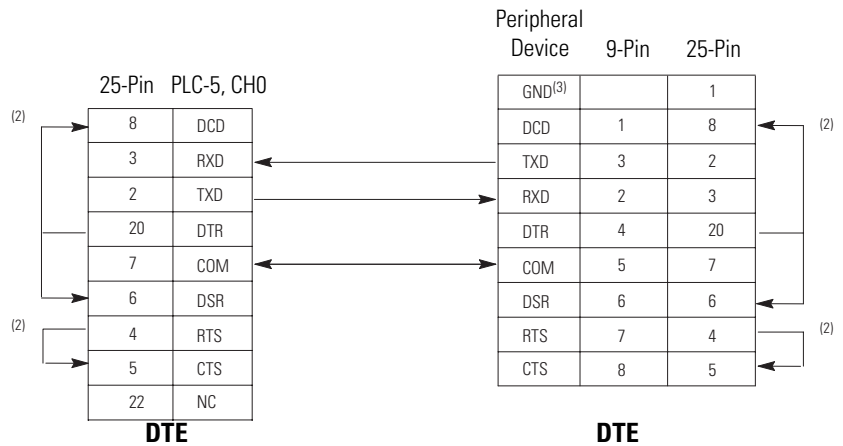 Peripheral
Device 9-Pin 25-Pin
25-Pin PLC-5, CH0
GND(3) 1
(2) 8 DCD
DCD 1 8 (2)
3 RXD
TXD 3 2
2 TXD
RXD 2 3
20 DTR
DTR 4 20
7 COM
COM 5 7
6 DSR
DSR 6 6
(2) 4 RTS
RTS 7 4 (2)
5 CTS
CTS 8 5
22 NC
DTE DTE